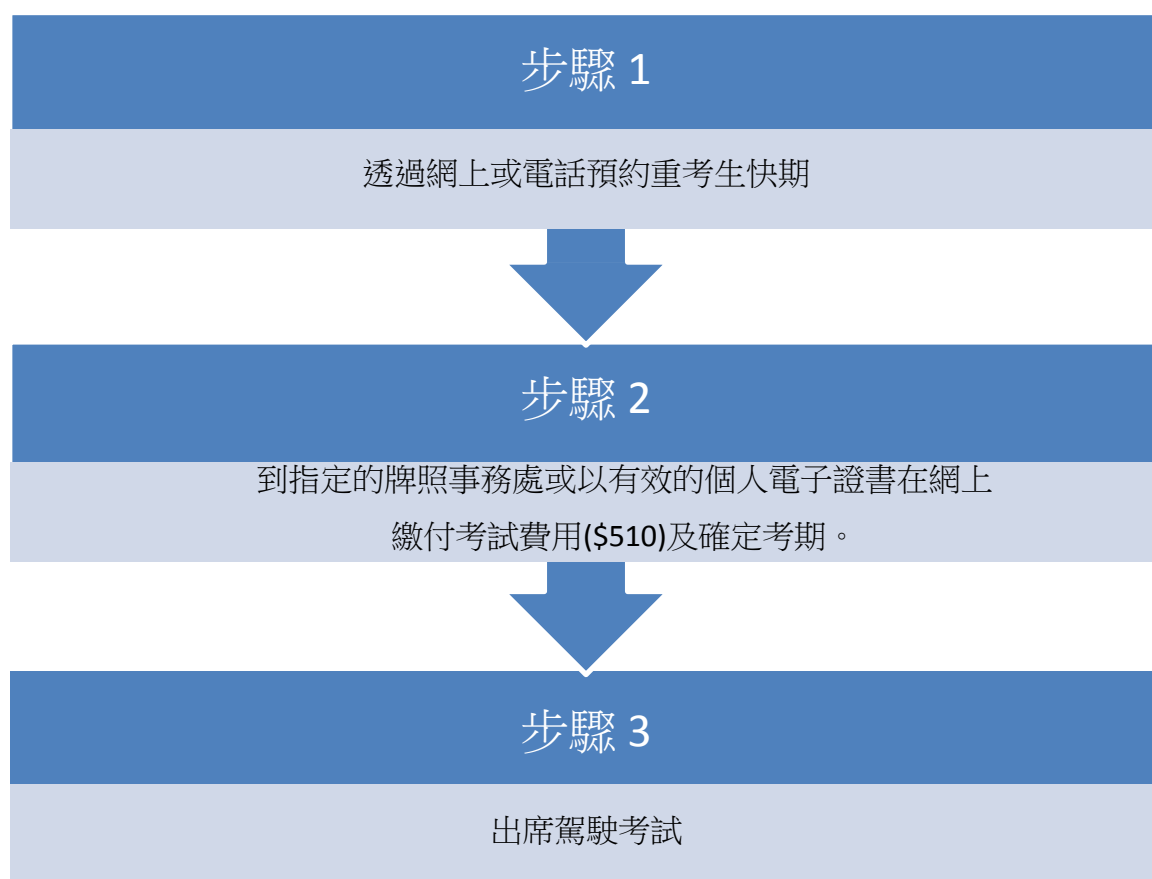 步驟 1
透過網上或電話預約重考生快期
步驟 2
到指定的牌照事務處或以有效的個人電子證書在網上
繳付考試費用($510)及確定考期。
步驟 3
出席駕駛考試